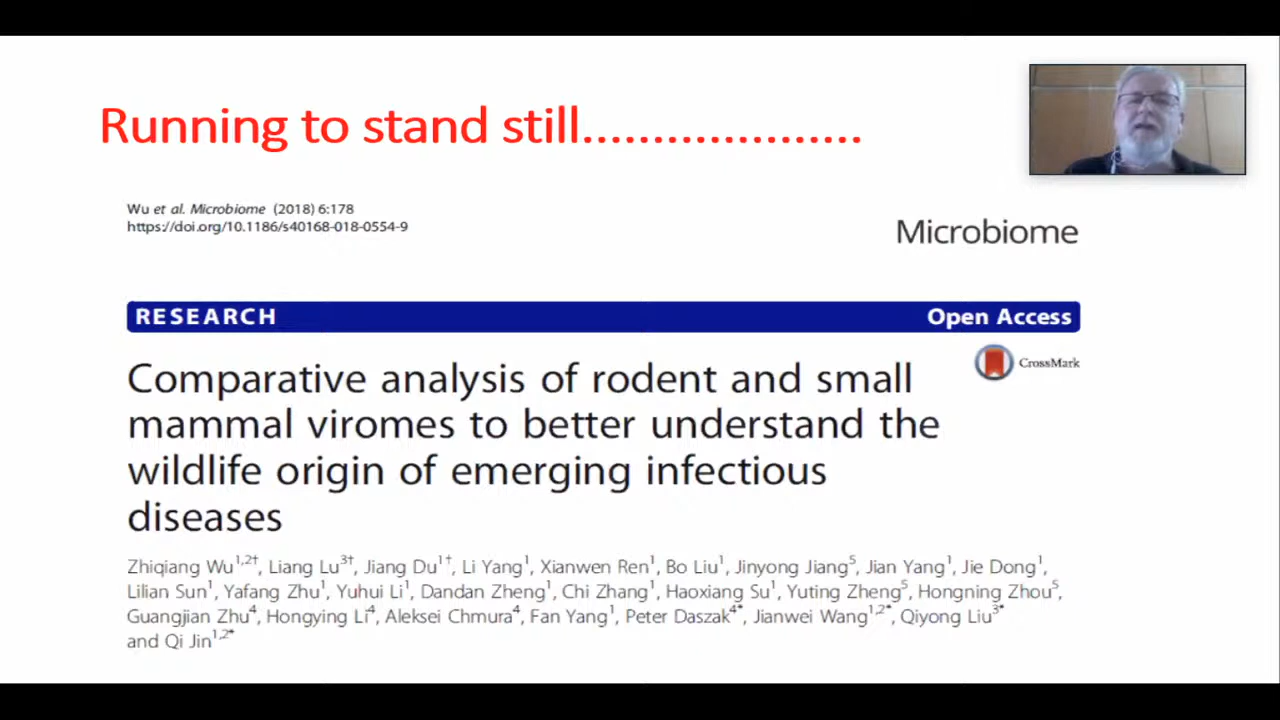 Running to stand still....................
Wu et al. Microbiome (2018) 6:178
https://doi.org/10.1186/s40168-018-0554-9
Microbiome
RESEARCH
Open Access
CrossMark
Comparative analysis of rodent and small
mammal viromes to better understand the
wildlife origin of emerging infectious
diseases
Zhiqiang Wu1,2†, Liang Lu3†, Jiang Du1†, Li Yang1, Xianwen Ren1, Bo Liu1, Jinyong Jiang5, Jian Yang1, Jie Dong1,
Lilian Sun1, Yafang Zhu1, Yuhui Li1, Dandan Zheng1, Chi Zhang1, Haoxiang Su1, Yuting Zheng5, Hongning Zhou5,
Guangjian Zhu4, Hongying Li4, Aleksei Chmura4, Fan Yang1, Peter Daszak4*, Jianwei Wang1,2*, Qiyong Liu3*
and Qi Jin1,2*